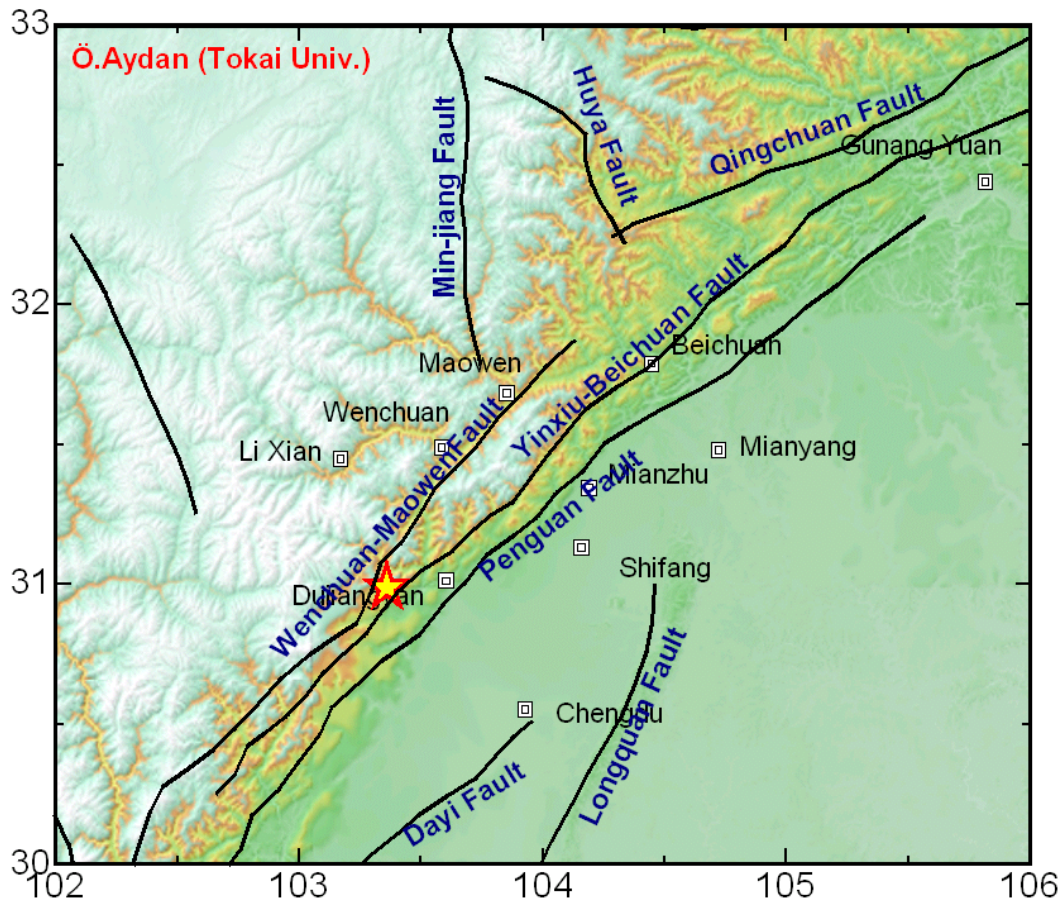 33
Ö.Aydan (Tokai Univ.)
Min-jiang Fault
Huya Fault
Qingchuan Fault
Gunang Yuan
32
Maowen
Beichuan
Wenchuan
Yinxiu-Beichuan Fault
Li Xian
Mianyang
Mianzhu
Wenchuan-MaowenFault
Penguan Fault
31
Shifang
Chengdu
Longquan Fault
Dayi Fault
30
102
103
104
105
106